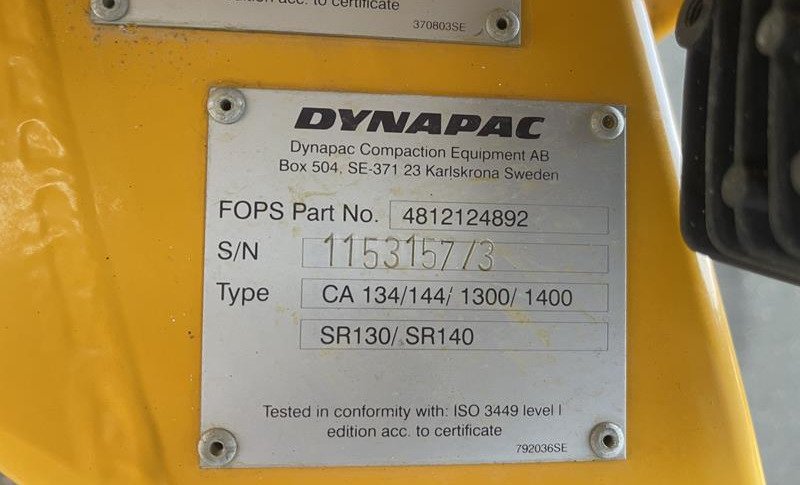 edition acc. to certificate
370803SE
DYNAPAC
Dynapac Compaction Equipment AB
Box 504, SE-371 23 Karlskrona Sweden
FOPS Part No. 4812124892
S/N 1153157/3
Type CA 134/144/ 1300/ 1400
SR130/ SR140
Tested in conformity with: ISO 3449 level I
edition acc. to certificate
792036SE